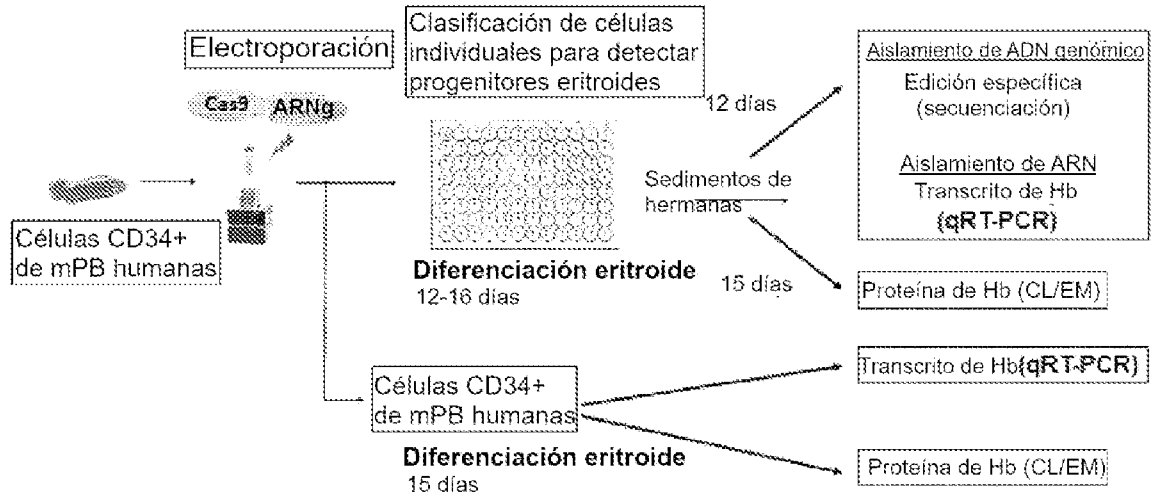 Electroporación
Cas9
ARNg
Células CD34+
de mPB humanas
Clasificación de células
individuales para detectar
progenitores eritroides
Diferenciación eritroide
12-16 días
12 días
Sedimentos de
hermanas
15 días
Aislamiento de ADN genómico
Edición específica
(secuenciación)
Aislamiento de ARN
Transcrito de Hb
(qRT-PCR)
Proteína de Hb (CL/EM)
Células CD34+
de mPB humanas
Diferenciación eritroide
15 días
Transcrito de Hb(qRT-PCR)
Proteína de Hb (CL/EM)